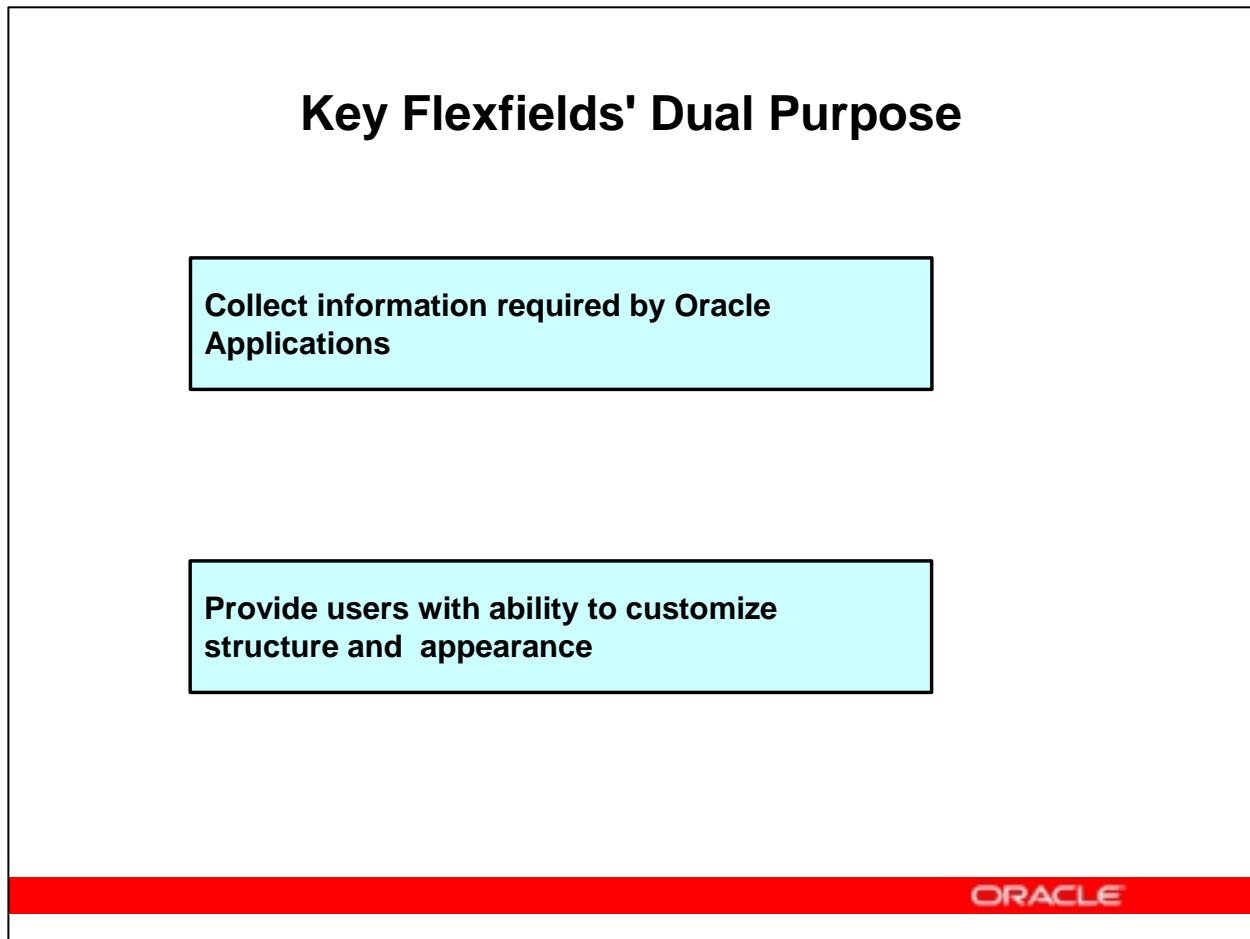 Key Flexfields' Dual Purpose
Collect information required by Oracle
Applications
Provide users with ability to customize
structure and  appearance
ORACLE